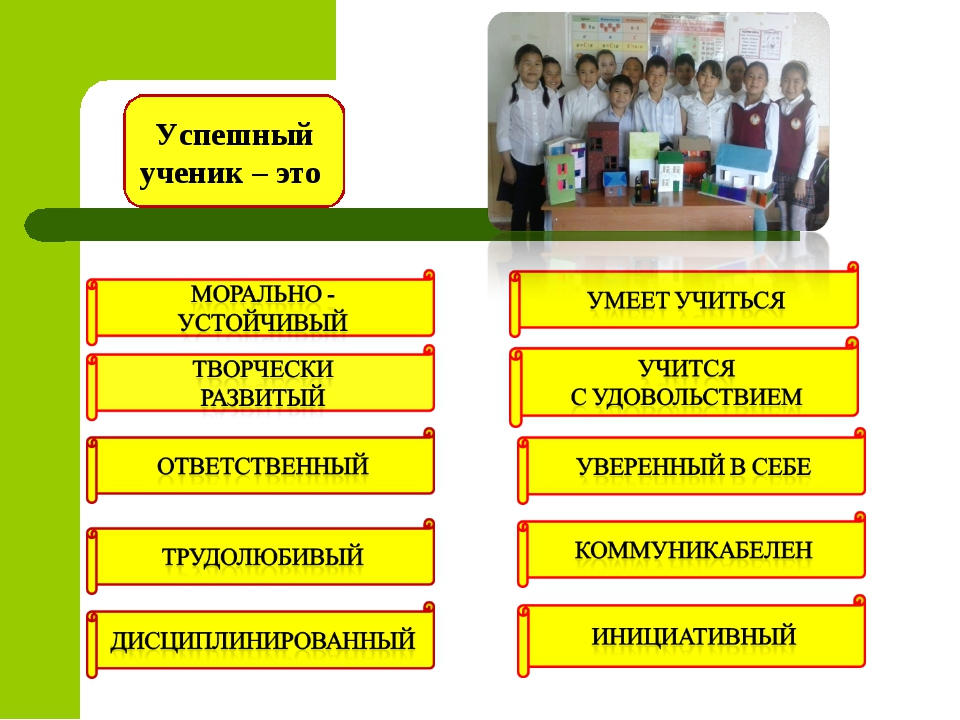 Успешный
ученик – это
МОРАЛЬНО -
УСТОЙЧИВЫЙ
ТВОРЧЕСКИ
РАЗВИТЫЙ
ОТВЕТСТВЕННЫЙ
ТРУДОЛЮБИВЫЙ
ДИСЦИПЛИНИРОВАННЫЙ
УМЕЕТ УЧИТЬСЯ
УЧИТСЯ
С УДОВОЛЬСТВИЕМ
УВЕРЕННЫЙ В СЕБЕ
КОММУНИКАБЕЛЕН
ИНИЦИАТИВНЫЙ